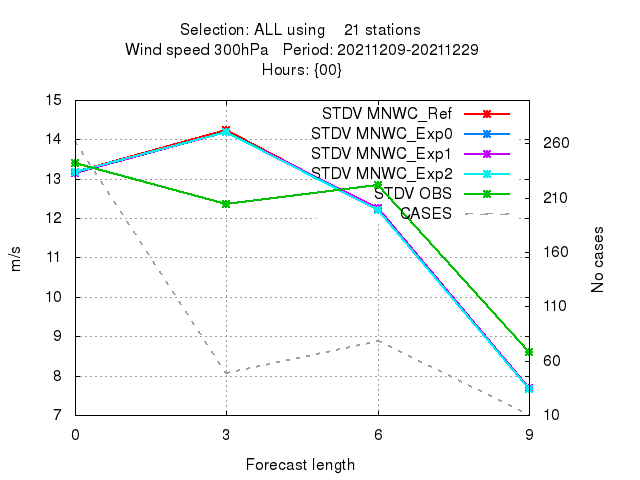 Selection: ALL using    21 stations
Wind speed 300hPa   Period: 20211209-20211229
Hours: {00}
STDV MNWC_Ref
STDV MNWC_Exp0
STDV MNWC_Exp1
STDV MNWC_Exp2
STDV OBS
CASES
15
14
13
12
11
10
9
8
7
260
210
160
110
60
10
m/s
No cases
0
3
6
9
Forecast length